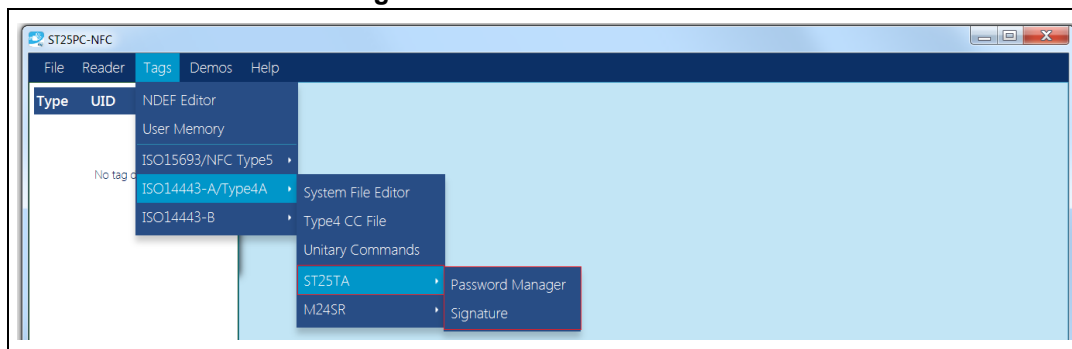 ST25PC-NFC
File Reader Tags Demos Help
Type UID
NDEF Editor
User Memory
No tag
ISO15693/NFC Type5
ISO14443-A/Type4A
ISO14443-B
System File Editor
Type4 CC File
Unitary Commands
ST25TA
M24SR
Password Manager
Signature